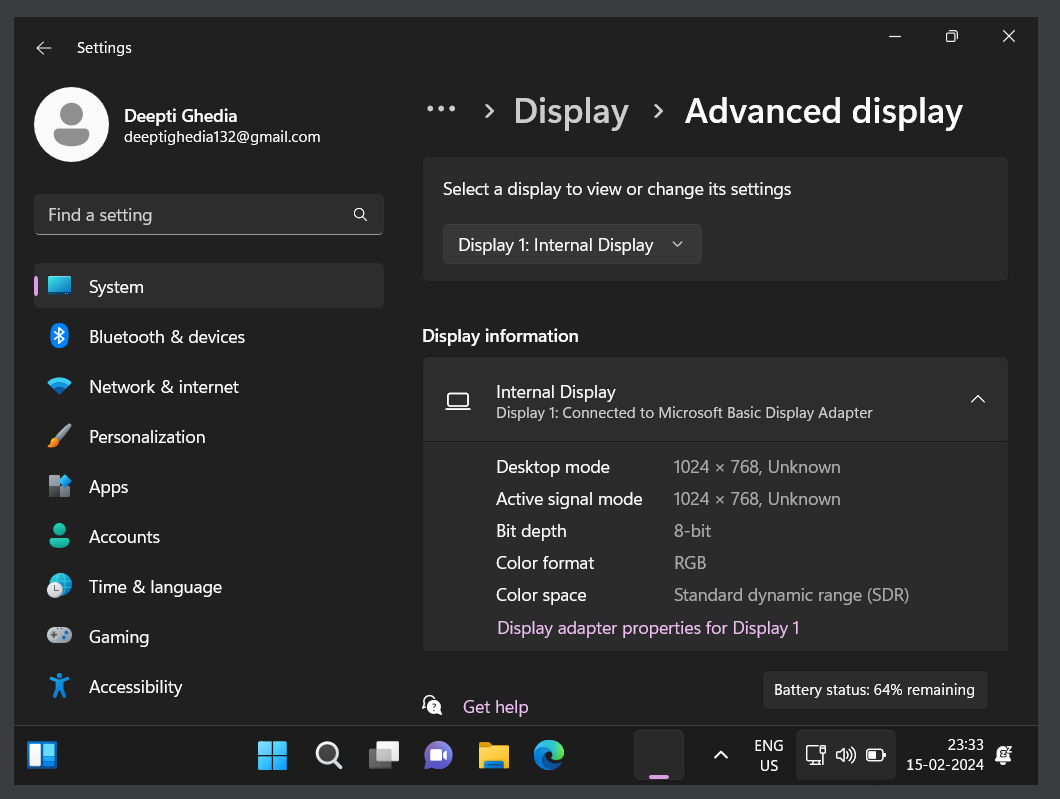 Settings
Deepti Ghedia
deeptighedia132@gmail.com
Find a setting
System
Bluetooth & devices
Network & internet
Personalization
Apps
Accounts
Time & language
Gaming
Accessibility
... > Display > Advanced display
Select a display to view or change its settings
Display 1: Internal Display
Display information
Internal Display
Display 1: Connected to Microsoft Basic Display Adapter
Desktop mode 1024 × 768, Unknown
Active signal mode 1024 × 768, Unknown
Bit depth 8-bit
Color format RGB
Color space Standard dynamic range (SDR)
Display adapter properties for Display 1
Get help
Battery status: 64% remaining
ENG
US
23:33
15-02-2024